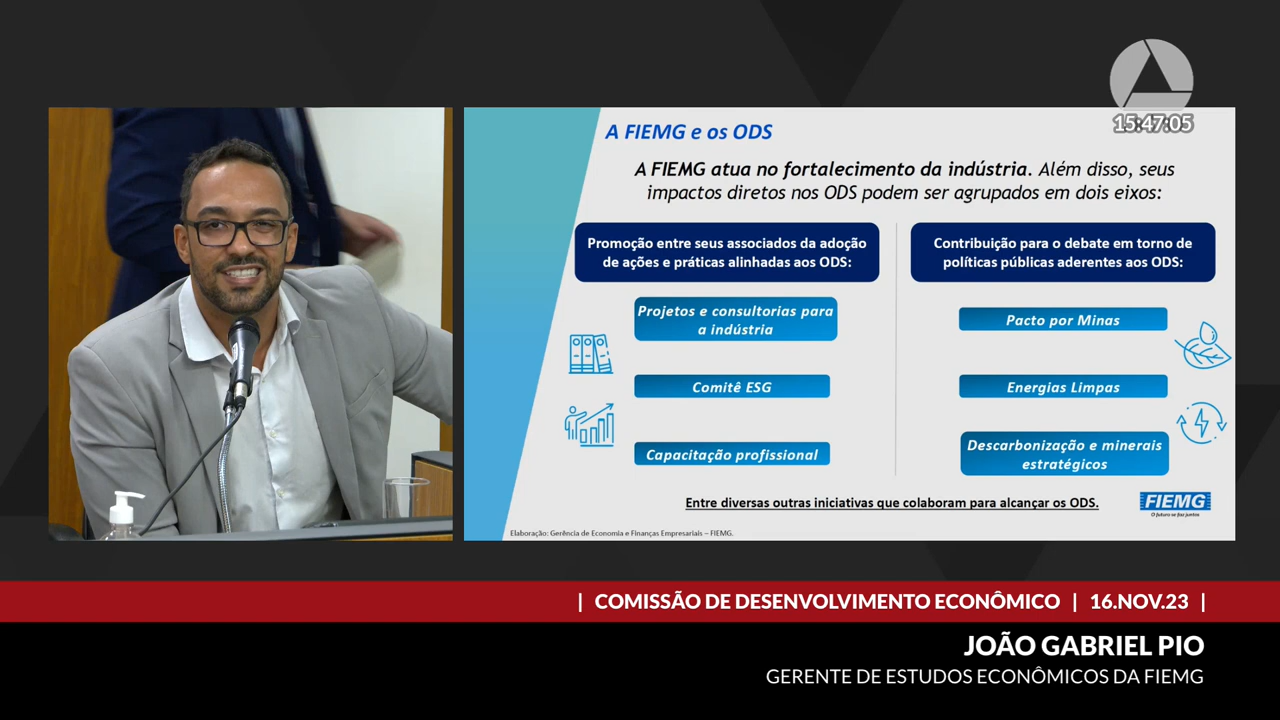 15:47:05
A FIEMG e os ODS
A FIEMG atua no fortalecimento da indústria. Além disso, seus
impactos diretos nos ODS podem ser agrupados em dois eixos:
Promoção entre seus associados da adoção
de ações e práticas alinhadas aos ODS:
Projetos e consultorias para
a indústria
Comitê ESG
Capacitação profissional
Contribuição para o debate em torno de
políticas públicas aderentes aos ODS:
Pacto por Minas
Energias Limpas
Descarbonização e minerais
estratégicos
Entre diversas outras iniciativas que colaboram para alcançar os ODS.
FIEMG
O futuro se faz juntos
Elaboração: Gerência de Economia e Finanças Empresariais – FIEMG.
| COMISSÃO DE DESENVOLVIMENTO ECONÔMICO | 16.NOV.23 |
JOÃO GABRIEL PIO
GERENTE DE ESTUDOS ECONÔMICOS DA FIEMG